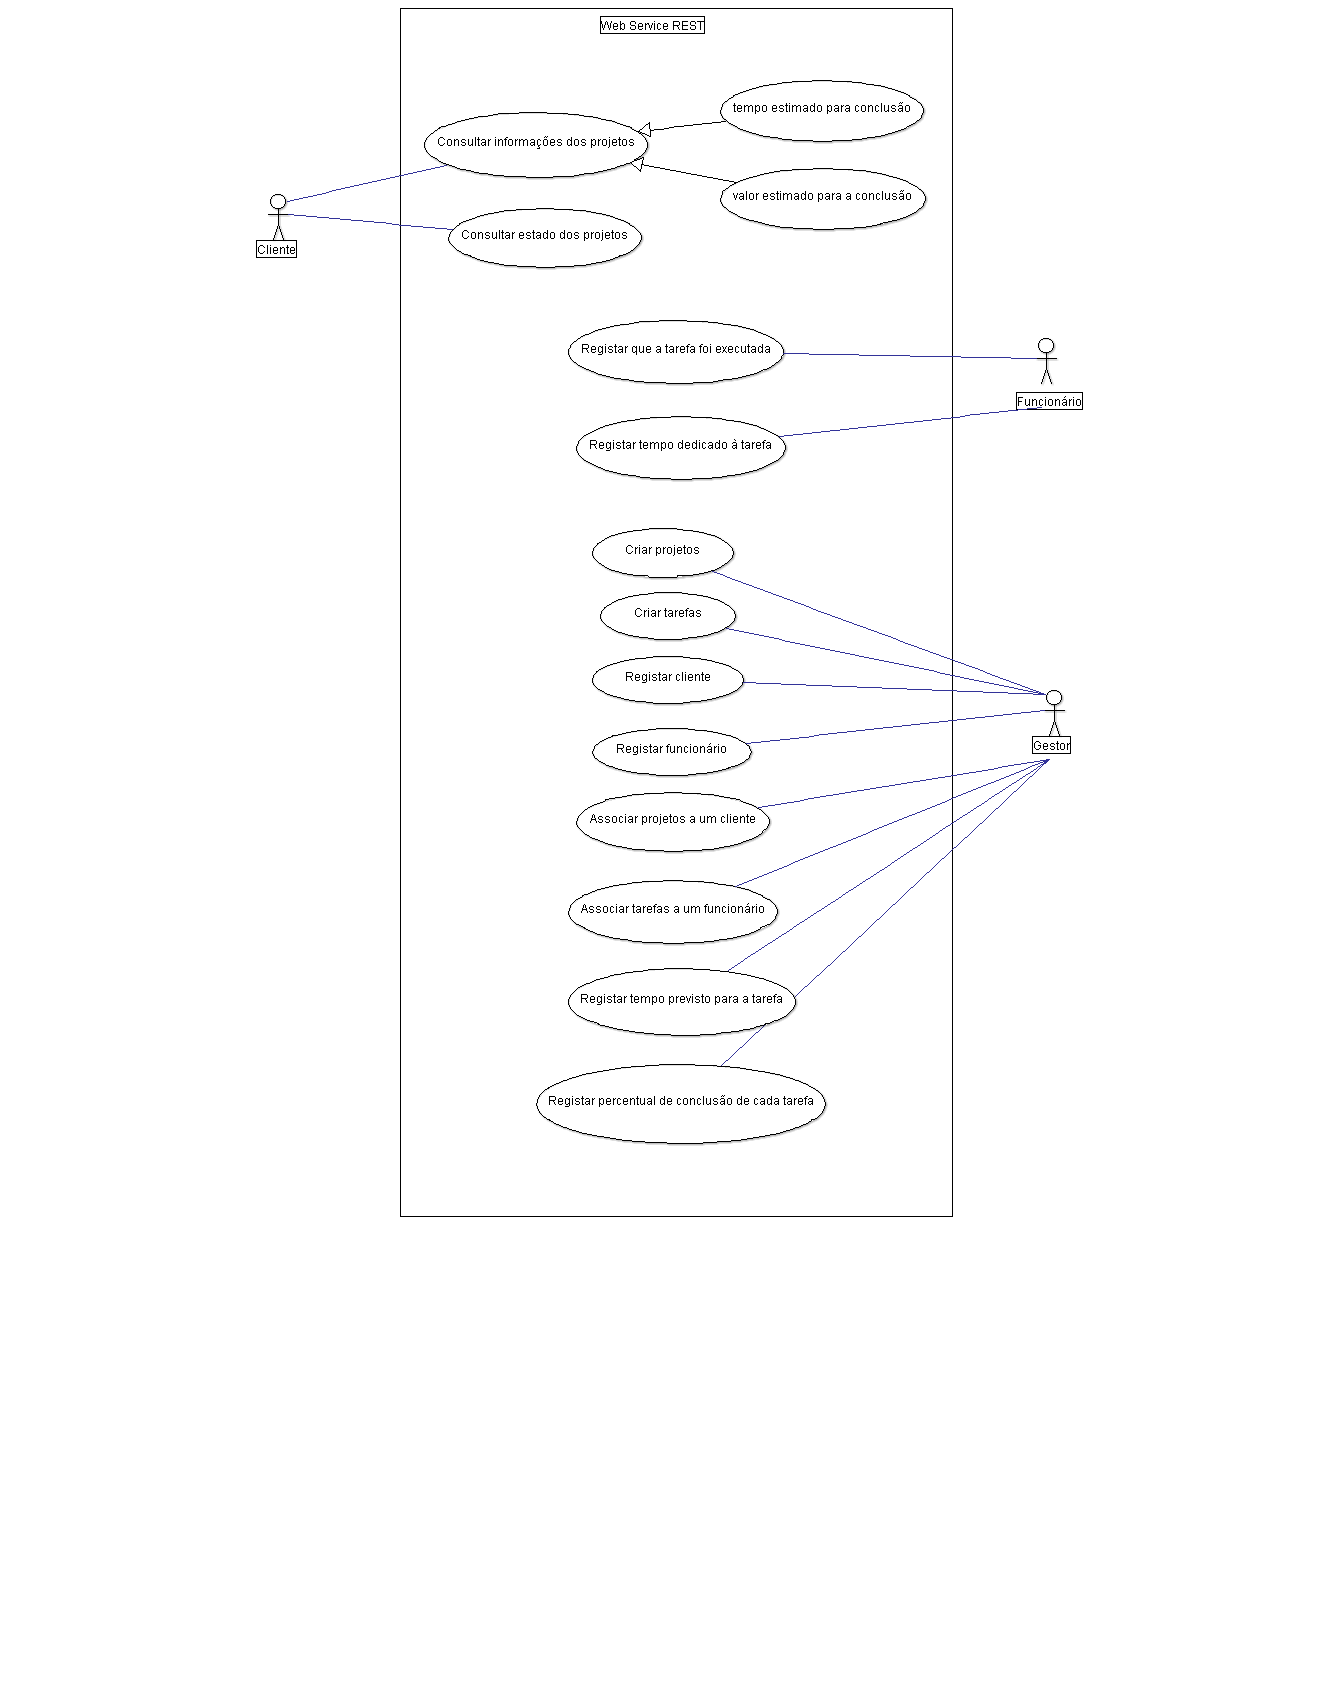 Web Service REST
tempo estimado para conclusão
Consultar informações dos projetos
valor estimado para a conclusão
Consultar estado dos projetos
Cliente
Registar que a tarefa foi executada
Funcionário
Registar tempo dedicado à tarefa
Criar projetos
Criar tarefas
Registar cliente
Registar funcionário
Gestor
Associar projetos a um cliente
Associar tarefas a um funcionário
Registar tempo previsto para a tarefa
Registar percentual de conclusão de cada tarefa